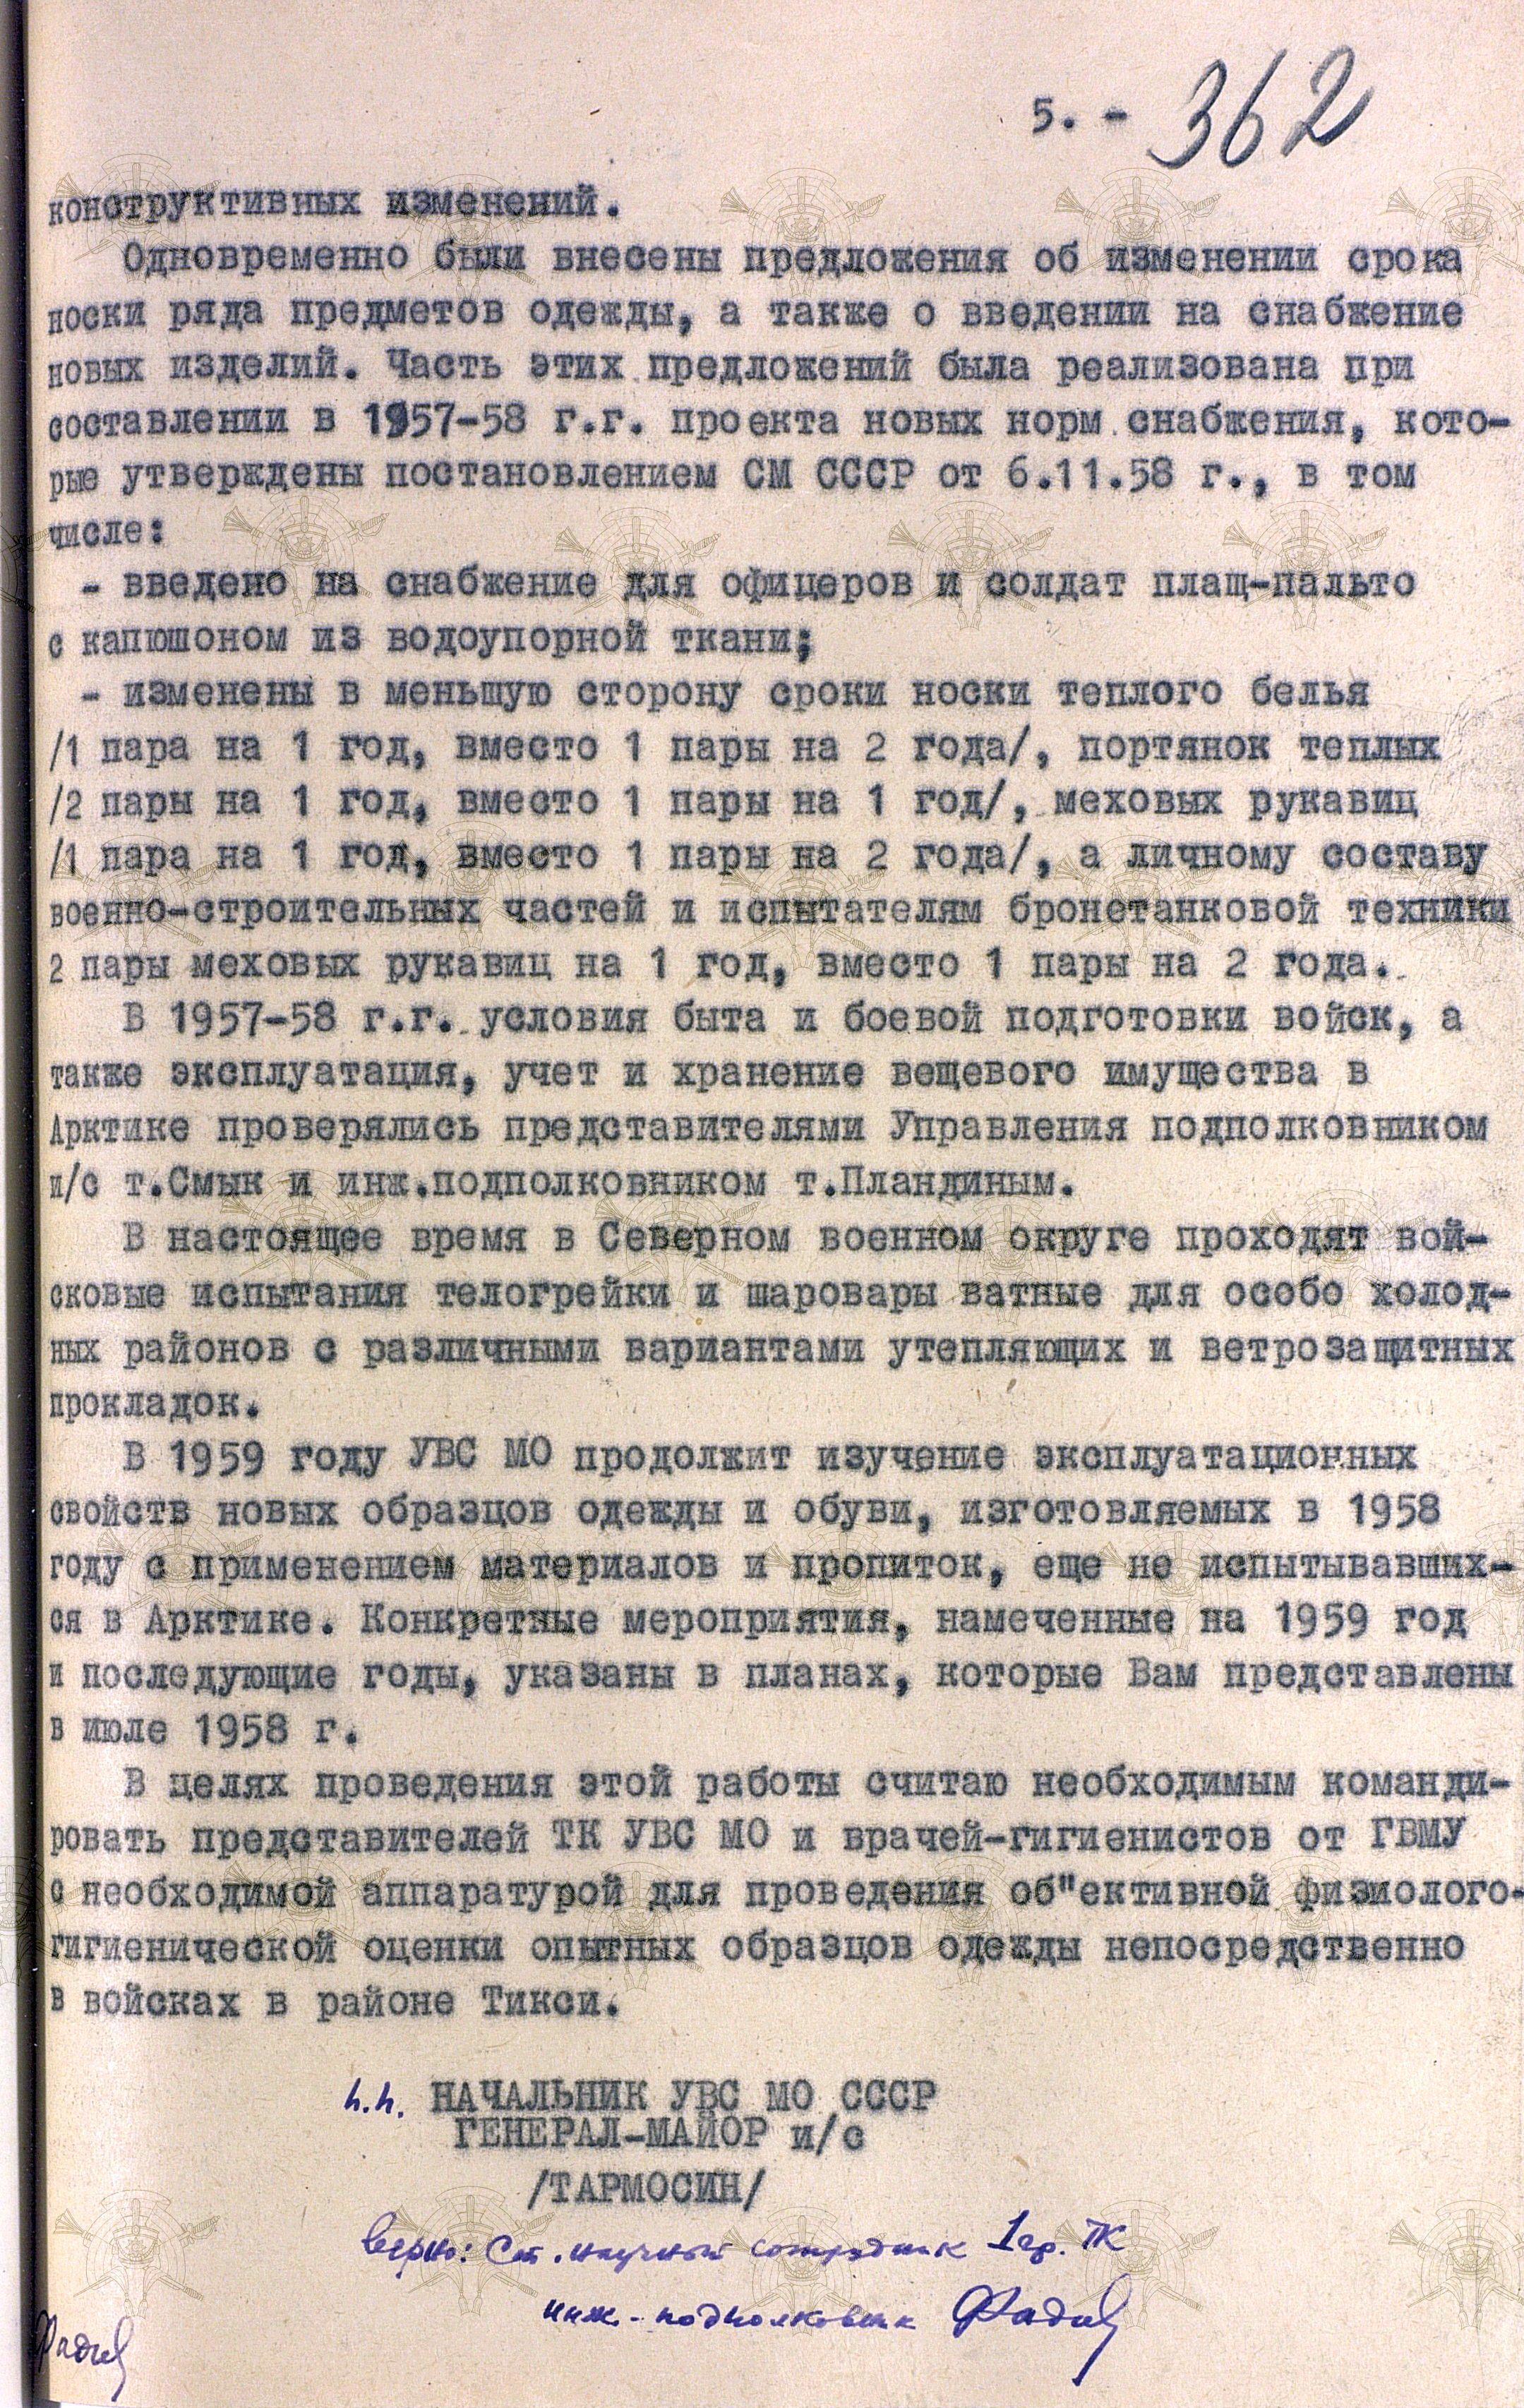 5. - 362
конструктивных изменений.
Одновременно были внесены предложения об изменении срока
носки ряда предметов одежды, а также о введении на снабжение
новых изделий. Часть этих предложений была реализована при
составлении в 1957-58 г.г. проекта новых норм снабжения, кото-
рые утверждены постановлением СМ СССР от 6.11.58 г., в том
числе:
- введено на снабжение для офицеров и солдат плащ-пальто
с капюшоном из водоупорной ткани;
- изменены в меньшую сторону сроки носки теплого белья
/1 пара на 1 год, вместо 1 пары на 2 года/, портянок теплых
/2 пары на 1 год, вместо 1 пары на 1 год/, меховых рукавиц
/1 пара на 1 год, вместо 1 пары на 2 года/, а личному составу
военно-строительных частей и испытателям бронетанковой техники
2 пары меховых рукавиц на 1 год, вместо 1 пары на 2 года.
В 1957-58 г.г. условия быта и боевой подготовки войск, а
также эксплуатация, учет и хранение вещевого имущества в
Арктике проверялись представителями Управления подполковником
и/с т.Смык и инж.подполковником т.Пландиным.
В настоящее время в Северном военном округе проходят вой-
сковые испытания телогрейки и шаровары ватные для особо холод-
ных районов с различными вариантами утепляющих и ветрозащитных
прокладок.
В 1959 году УВС МО продолжит изучение эксплуатационных
свойств новых образцов одежды и обуви, изготовляемых в 1958
году с применением материалов и пропиток, еще не испытывавших-
ся в Арктике. Конкретные мероприятия, намеченные на 1959 год
и последующие годы, указаны в планах, которые Вам представлены
в июле 1958 г.
В целях проведения этой работы считаю необходимым команди-
ровать представителей ТК УВС МО и врачей-гигиенистов от ГВМУ
с необходимой аппаратурой для проведения об"ективной физиолого-
гигиенической оценки опытных образцов одежды непосредственно
в войсках в районе Тикси.
п.п. НАЧАЛЬНИК УВС МО СССР
ГЕНЕРАЛ-МАЙОР и/с
/ТАРМОСИН/
верно: Ст. научный сотрудник 1 гр. ТК
инж.-подполковник